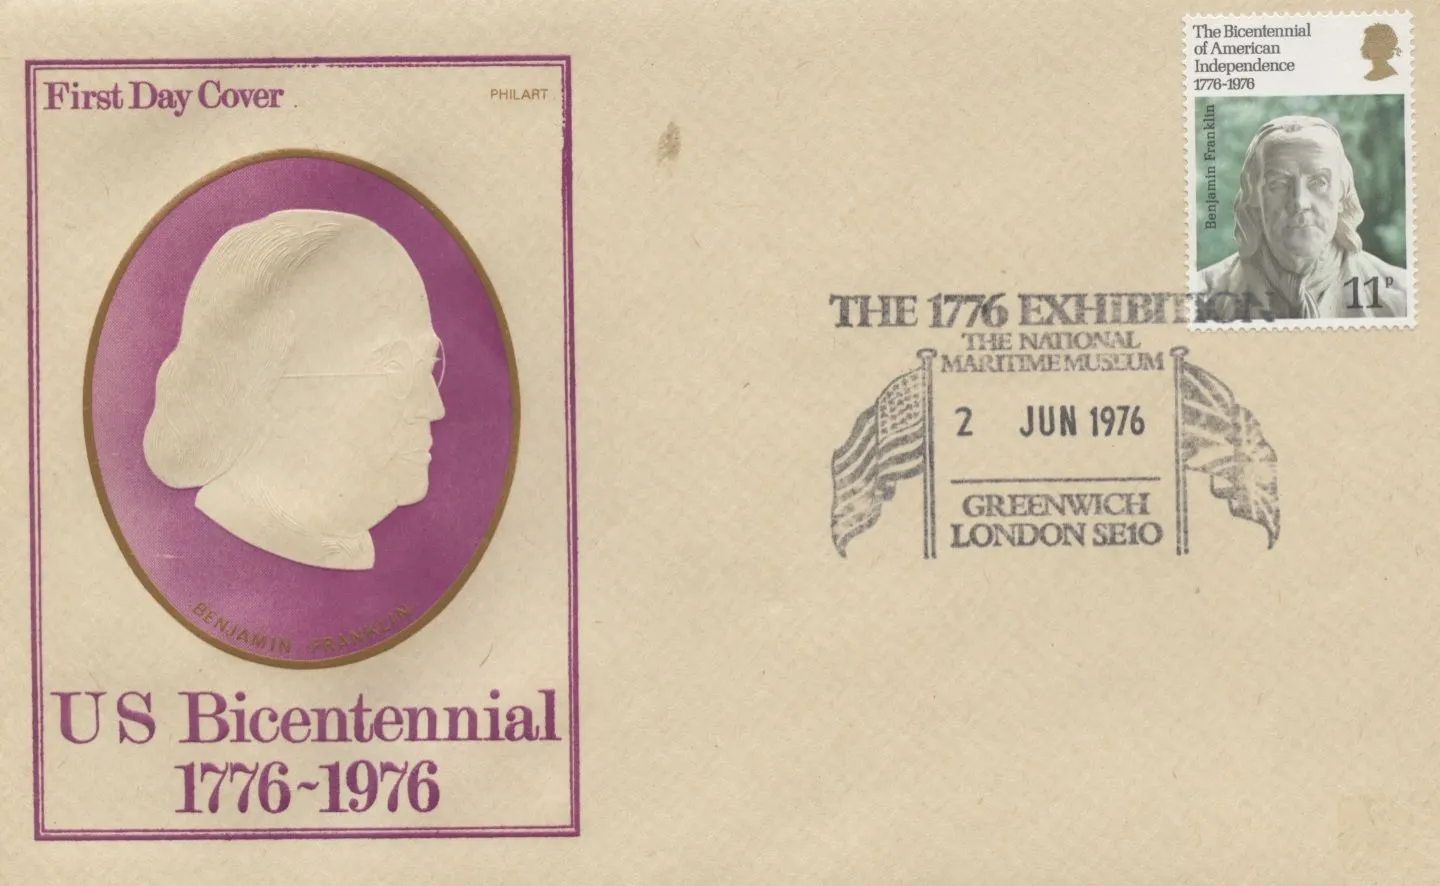 First Day Cover
PHILART
BENJAMIN FRANKLIN
US Bicentennial
1776~1976
The Bicentennial
of American
Independence
1776-1976
Benjamin Franklin
11P
THE 1776 EXHIBITION
THE NATIONAL
MARITIME MUSEUM
2 JUN 1976
GREENWICH
LONDON SE10